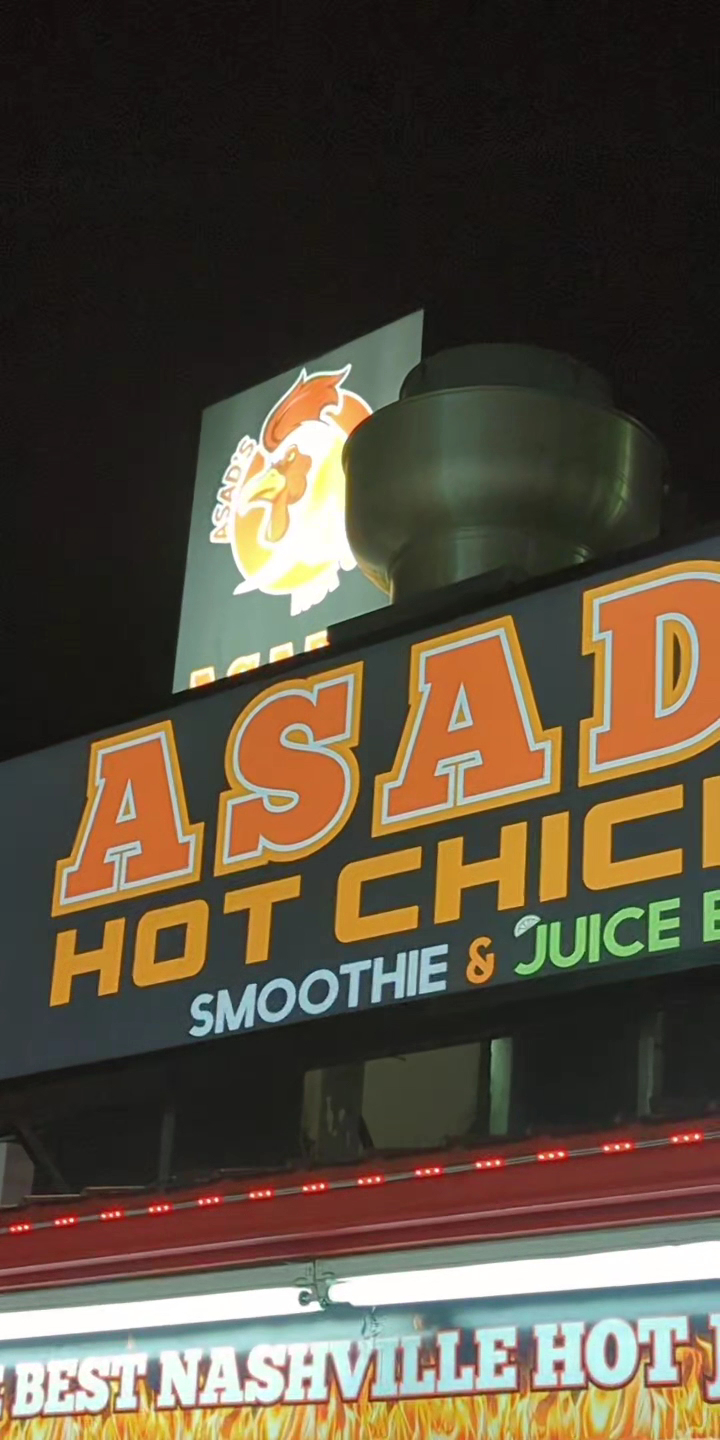 ASAD'S
ASAD
HOT CHIC
SMOOTHIE & JUICE B
BEST NASHVILLE HOT